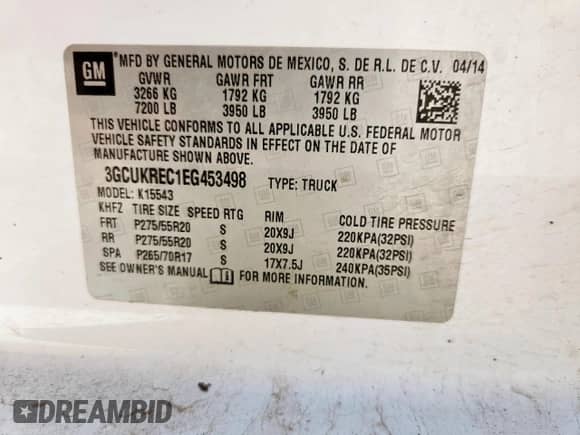 GM
MFD BY GENERAL MOTORS DE MEXICO, S. DE R.L. DE C.V. 04/14
GVWR GAWR FRT GAWR RR
3266 KG 1792 KG 1792 KG
7200 LB 3950 LB 3950 LB
THIS VEHICLE CONFORMS TO ALL APPLICABLE U.S. FEDERAL MOTOR
VEHICLE SAFETY STANDARDS IN EFFECT ON THE DATE OF
MANUFACTURE SHOWN ABOVE.
3GCUKREC1EG453498 TYPE: TRUCK
MODEL: K15543
KHFZ TIRE SIZE SPEED RTG RIM COLD TIRE PRESSURE
FRT P275/55R20 S 20X9J 220KPA(32PSI)
RR P275/55R20 S 20X9J 220KPA(32PSI)
SPA P265/70R17 S 17X7.5J 240KPA(35PSI)
SEE OWNER'S MANUAL FOR MORE INFORMATION.
DREAMBID